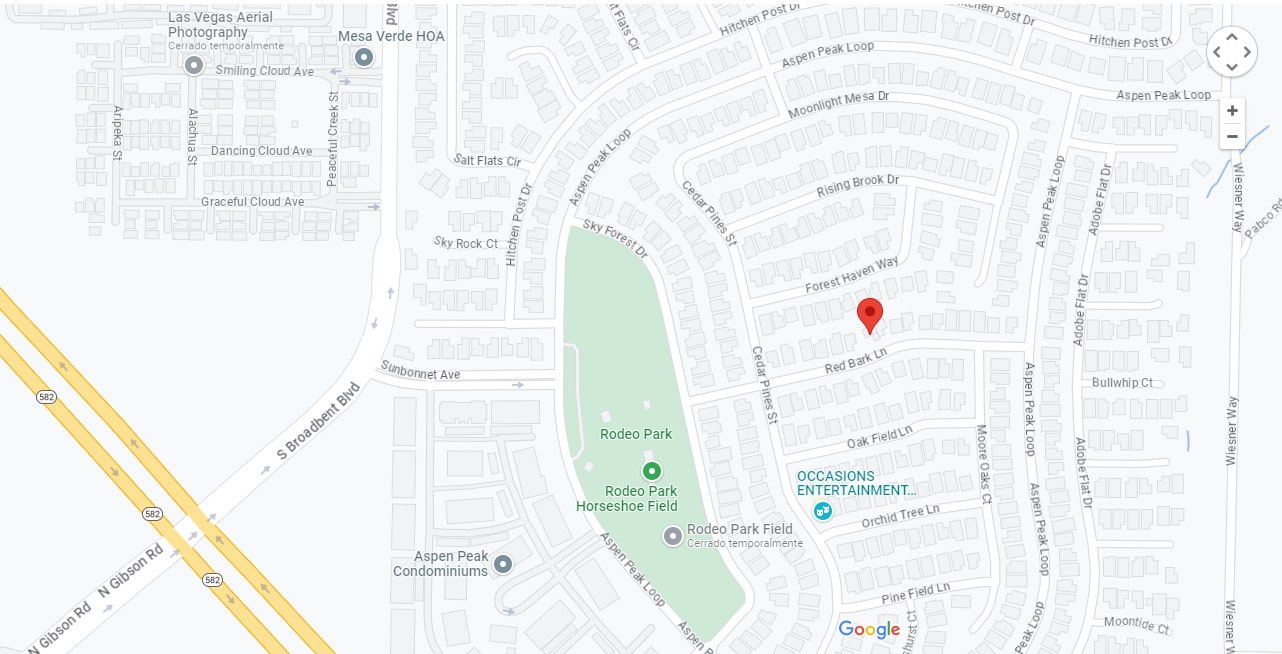 Las Vegas Aerial
Photography
Cerrado temporalmente
Blvd
Mesa Verde HOA
Salt Flats Cir
Hitchen Post Dr
Hitchen Post Dr
Hitchen Post Dr
Aspen Peak Loop
Smiling Cloud Ave
Aspen Peak Loop
Moonlight Mesa Dr
Aripeka St
Alachua St
Peaceful Creek St
Dancing Cloud Ave
Aspen Peak Loop
Salt Flats Cir
Cedar Pines St
Rising Brook Dr
Aspen Peak Loop
Adobe Flat Dr
Wiesner Way
Pabco Rd
Graceful Cloud Ave
Hitchen Post Dr
Sky Rock Ct
Sky Forest Dr
Forest Haven Way
Adobe Flat Dr
Sunbonnet Ave
Cedar Pines St
Red Bark Ln
Aspen Peak Loop
Bullwhip Ct
582
S Broadbent Blvd
Rodeo Park
Oak Field Ln
Moore Oaks Ct
Adobe Flat Dr
Wiesner Way
OCCASIONS
ENTERTAINMENT...
Rodeo Park
Horseshoe Field
582
Orchid Tree Ln
Aspen Peak Loop
Rodeo Park Field
Cerrado temporalmente
N Gibson Rd
Aspen Peak
Condominiums
582
Aspen Peak Loop
Pine Field Ln
N Gibson Rd
Aspen P
Google
hurst Ct
Peak Loop
Moontide Ct
Wiesner W